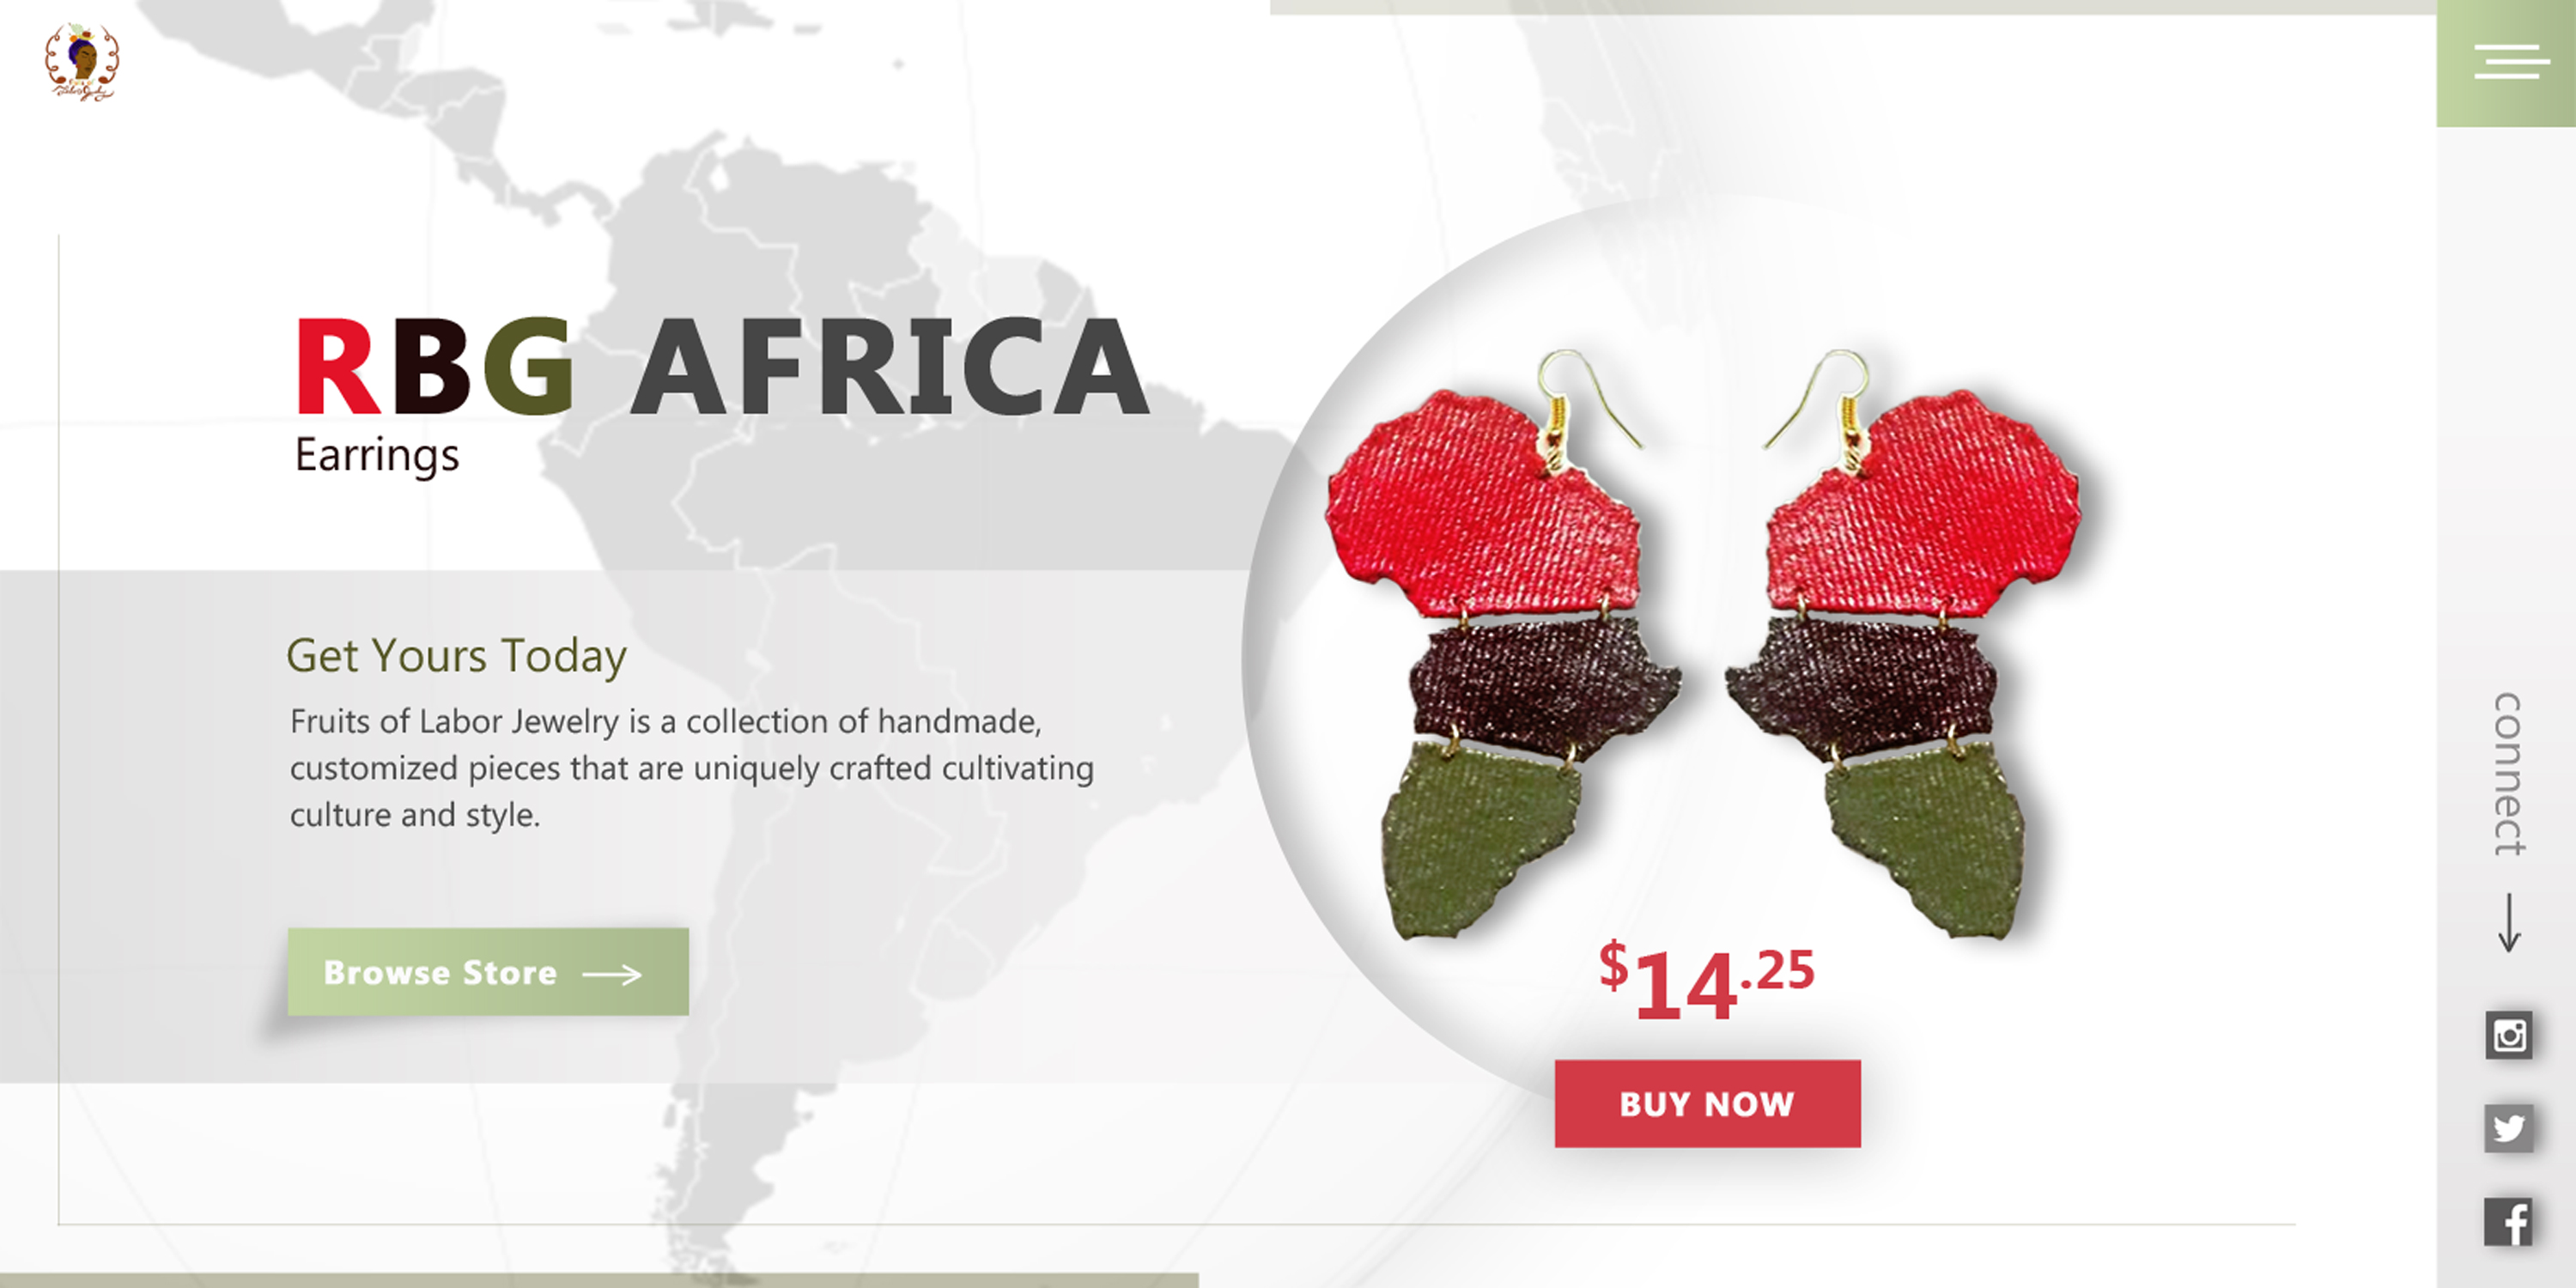 RBG AFRICA
Earrings
Get Yours Today
Fruits of Labor Jewelry is a collection of handmade,
customized pieces that are uniquely crafted cultivating
culture and style.
Browse Store
$14.25
BUY NOW
connect